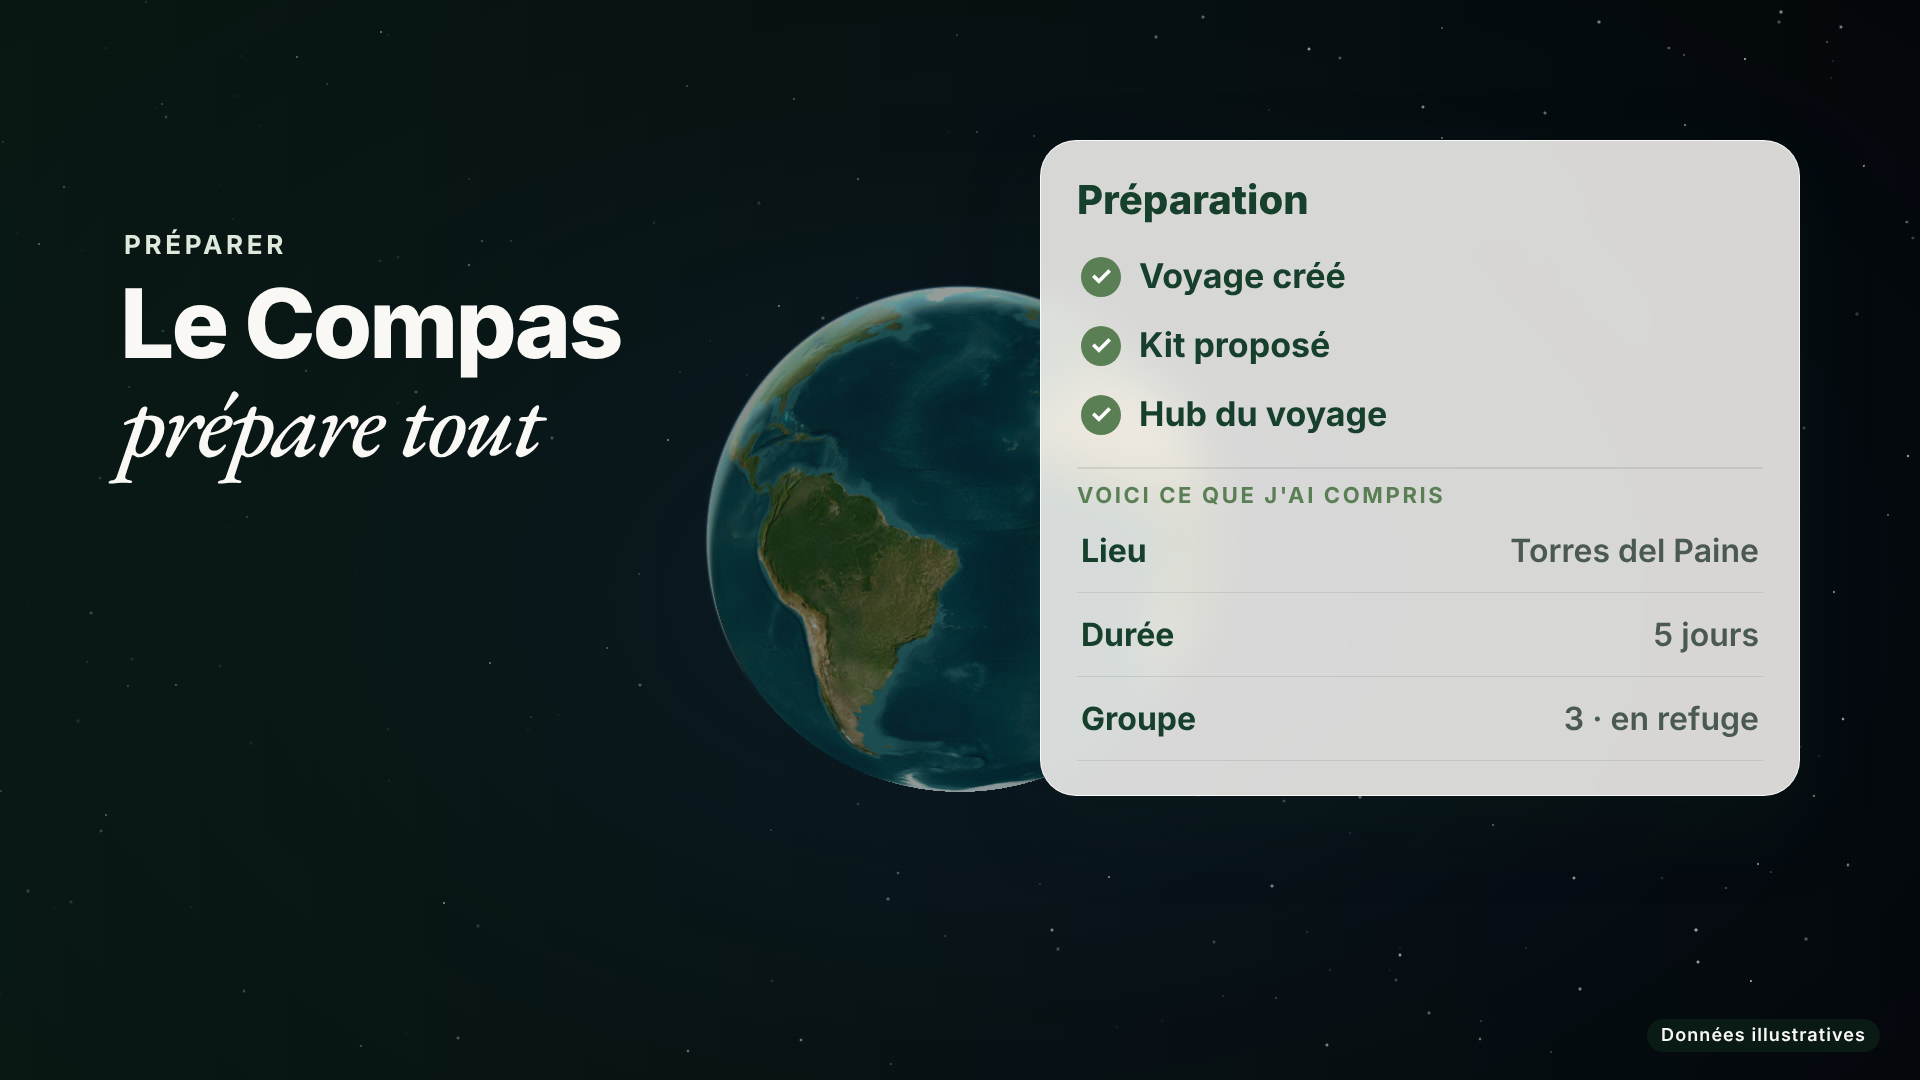 PRÉPARER
Le Compas
prépare tout
Préparation
Voyage créé
Kit proposé
Hub du voyage
VOICI CE QUE J'AI COMPRIS
Lieu Torres del Paine
Durée 5 jours
Groupe 3 · en refuge
Données illustratives